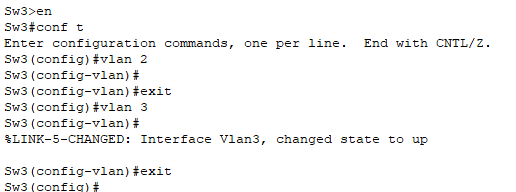 Sw3>en
Sw3#conf t
Enter configuration commands, one per line.  End with CNTL/Z.
Sw3(config)#vlan 2
Sw3(config-vlan)#
Sw3(config-vlan)#exit
Sw3(config)#vlan 3
Sw3(config-vlan)#
%LINK-5-CHANGED: Interface Vlan3, changed state to up
Sw3(config-vlan)#exit
Sw3(config)#